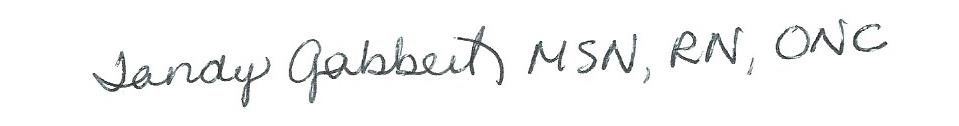 Sandy Gabbert, MSN, RN, ONC